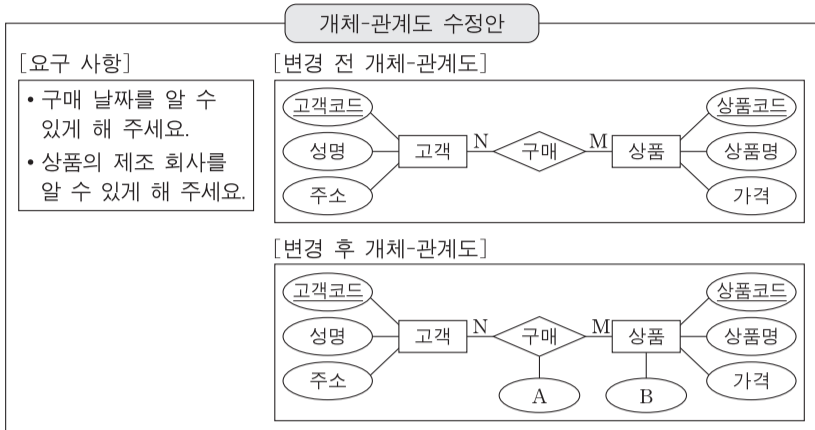 개체-관계도 수정안
[요구 사항]
• 구매 날짜를 알 수
있게 해 주세요.
• 상품의 제조 회사를
알 수 있게 해 주세요.
[변경 전 개체-관계도]
고객코드
상품코드
성명
고객
N
구매
M
상품
상품명
주소
가격
[변경 후 개체-관계도]
고객코드
상품코드
성명
고객
N
구매
M
상품
상품명
주소
가격
A
B